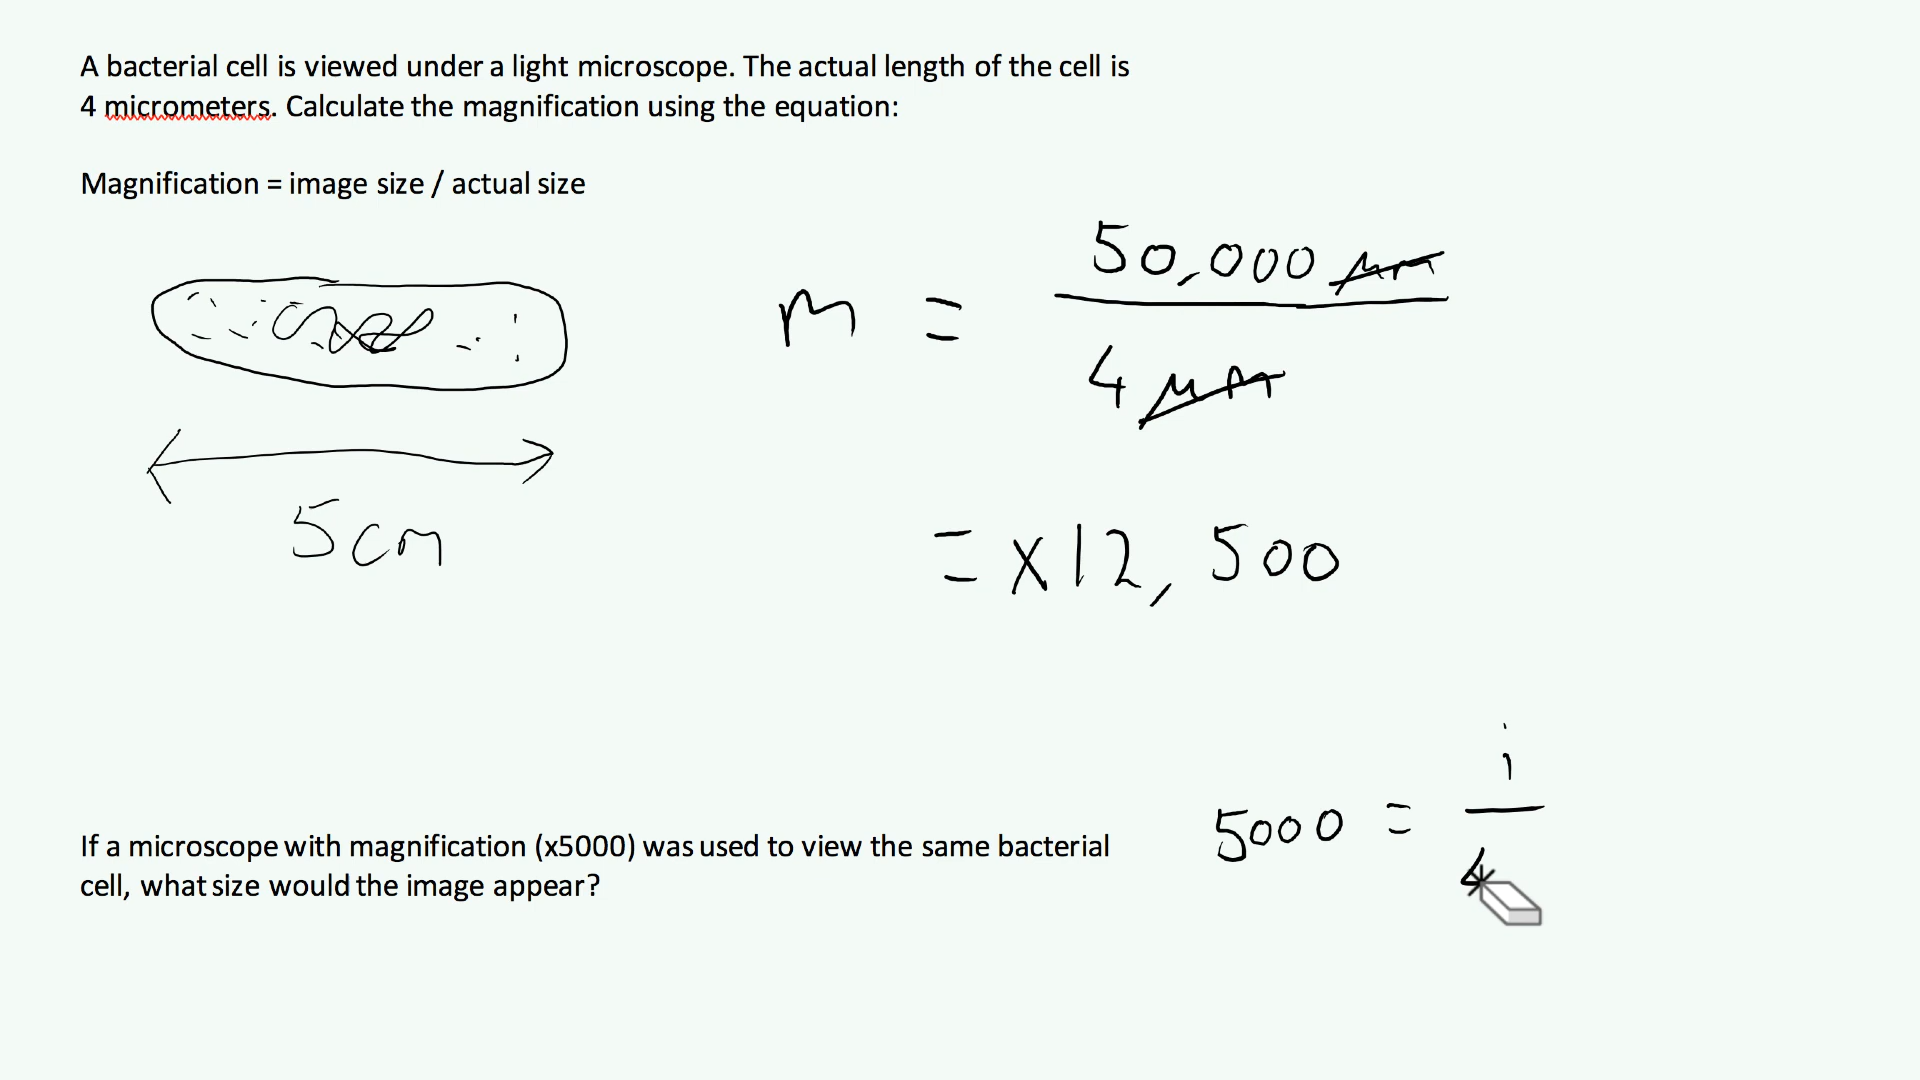 A bacterial cell is viewed under a light microscope. The actual length of the cell is
4 micrometers. Calculate the magnification using the equation:
Magnification = image size / actual size
5cm
m = 50,000 μm
4 μm
= x12,500
If a microscope with magnification (x5000) was used to view the same bacterial
cell, what size would the image appear?
5000 = i
4